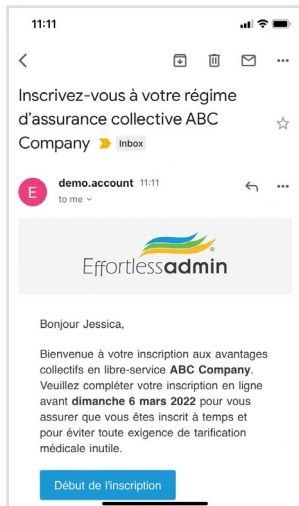 11:11
Inscrivez-vous à votre régime
d'assurance collective ABC
Company Inbox
E
demo.account 11:11
to me
Effortlessadmin®
Bonjour Jessica,
Bienvenue à votre inscription aux avantages
collectifs en libre-service ABC Company.
Veuillez compléter votre inscription en ligne
avant dimanche 6 mars 2022 pour vous
assurer que vous êtes inscrit à temps et
pour éviter toute exigence de tarification
médicale inutile.
Début de l'inscription